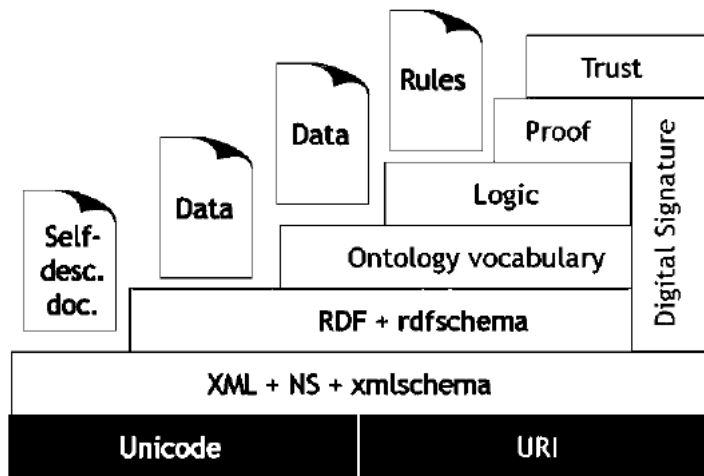 Rules
Trust
Data
Proof
Data
Logic
Self-
desc.
doc.
Ontology vocabulary
Digital Signature
RDF + rdfschema
XML + NS + xmlschema
Unicode
URI